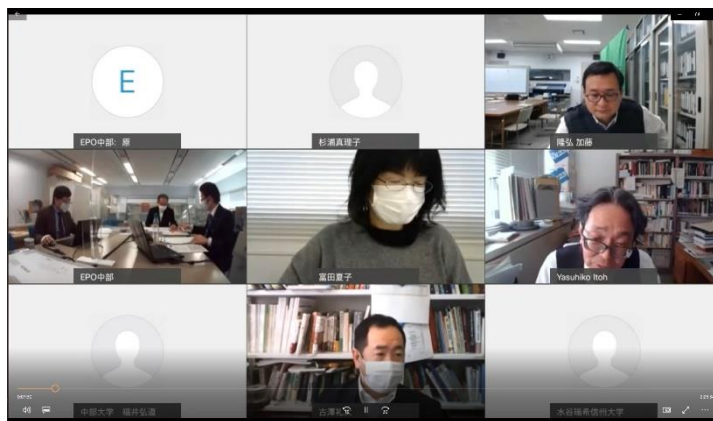 E
EPO中部: 原
杉浦真理子
隆弘 加藤
EPO中部
富田夏子
Yasuhiko Itoh
中部大学 福井弘道
水谷瑞希信州大学